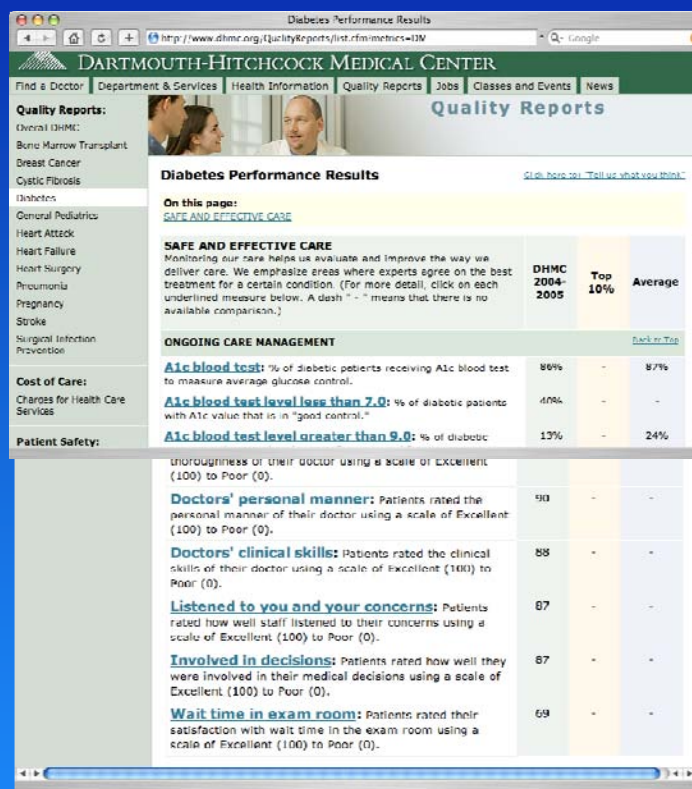 Diabetes Performance Results
http://www.dhmc.org/QualityReports/list.cfm?metrics=DM
Google
DARTMOUTH-HITCHCOCK MEDICAL CENTER
Find a Doctor Department & Services Health Information Quality Reports Jobs Classes and Events News
Quality Reports:
Overall DHMC
Bone Marrow Transplant
Breast Cancer
Cystic Fibrosis
Diabetes
General Pediatrics
Heart Attack
Heart Failure
Heart Surgery
Pneumonia
Pregnancy
Stroke
Surgical Infection
Prevention
Cost of Care:
Charges for Health Care
Services
Patient Safety:
Quality Reports
Diabetes Performance Results
Click here to: "Tell us what you think"
On this page:
SAFE AND EFFECTIVE CARE
SAFE AND EFFECTIVE CARE
Monitoring our care helps us evaluate and improve the way we
deliver care. We emphasize areas where experts agree on the best
treatment for a certain condition. (For more detail, click on each
underlined measure below. A dash " - " means that there is no
available comparison.)
DHMC
2004-
2005
Top
10%
Average
ONGOING CARE MANAGEMENT
Back to Top
A1c blood test: % of diabetic patients receiving A1c blood test 86% - 87%
to measure average glucose control.
A1c blood test level less than 7.0: % of diabetic patients 40% - -
with A1c value that is in "good control."
A1c blood test level greater than 9.0: % of diabetic 13% - 24%
thoroughness of their doctor using a scale of Excellent
(100) to Poor (0).
Doctors' personal manner: Patients rated the 90 - -
personal manner of their doctor using a scale of Excellent
(100) to Poor (0).
Doctors' clinical skills: Patients rated the clinical 88 - -
skills of their doctor using a scale of Excellent (100) to
Poor (0).
Listened to you and your concerns: Patients 87 - -
rated how well staff listened to their concerns using a
scale of Excellent (100) to Poor (0).
Involved in decisions: Patients rated how well they 87 - -
were involved in their medical decisions using a scale of
Excellent (100) to Poor (0).
Wait time in exam room: Patients rated their 69 - -
satisfaction with wait time in the exam room using a
scale of Excellent (100) to Poor (0).